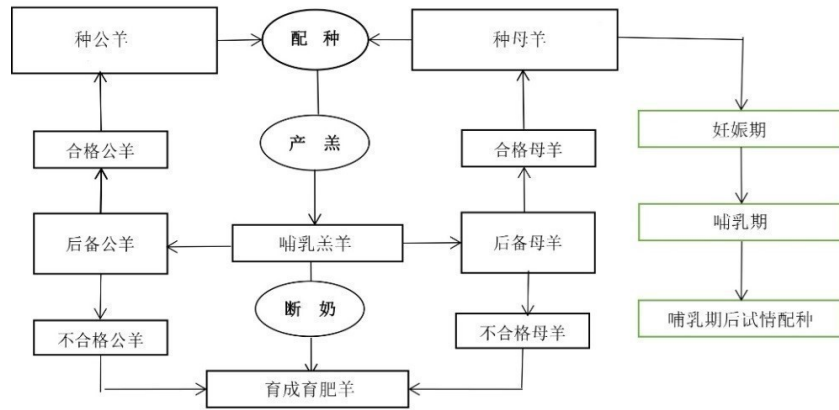 种公羊
配 种
种母羊
妊娠期
产 羔
合格公羊
合格母羊
哺乳期
后备公羊
哺乳羔羊
后备母羊
断 奶
不合格公羊
不合格母羊
哺乳期后试情配种
育成育肥羊